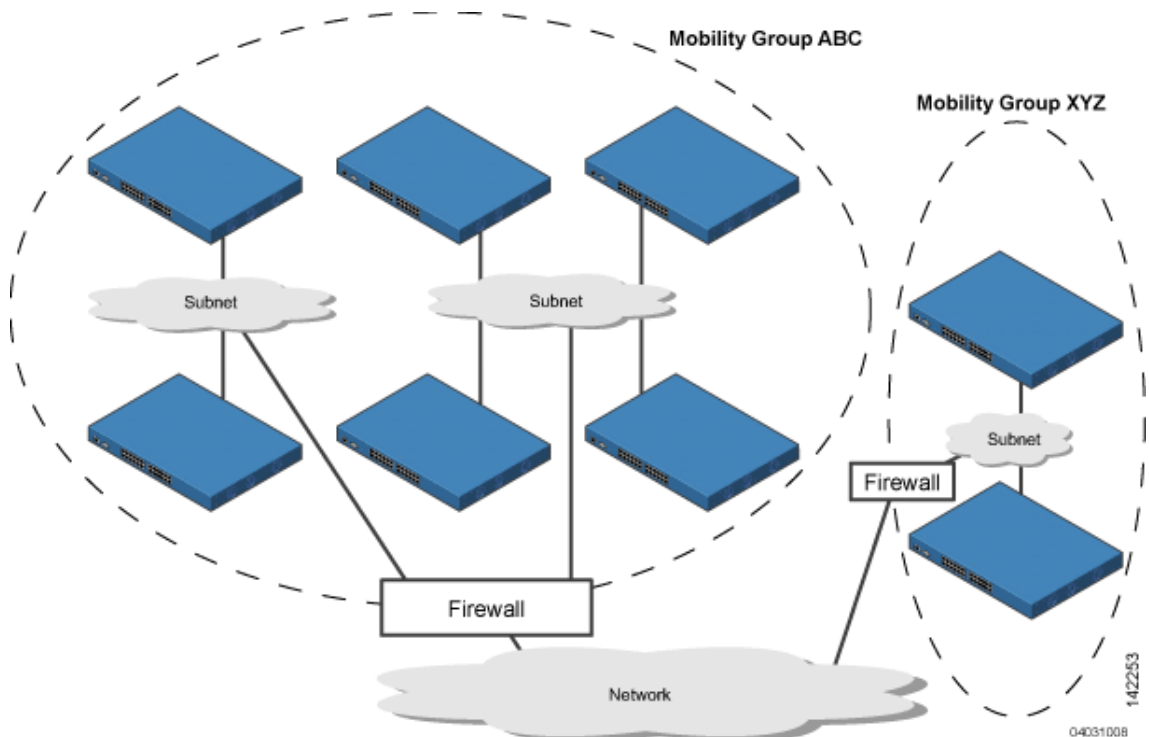 Mobility Group ABC
Mobility Group XYZ
Subnet
Subnet
Subnet
Firewall
Firewall
Network
142253
04031008